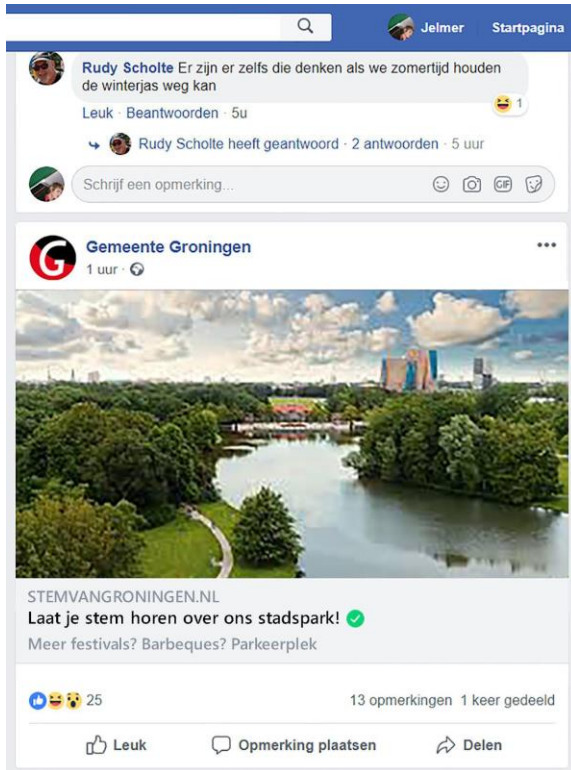 Jelmer Startpagina
Rudy Scholte Er zijn er zelfs die denken als we zomertijd houden
de winterjas weg kan
1
Leuk · Beantwoorden · 5u
Rudy Scholte heeft geantwoord · 2 antwoorden · 5 uur
Schrijf een opmerking...
GIF
G
Gemeente Groningen
1 uur ·
STEMVANGRONINGEN.NL
Laat je stem horen over ons stadspark!
Meer festivals? Barbeques? Parkeerplek
25 13 opmerkingen 1 keer gedeeld
Leuk Opmerking plaatsen Delen